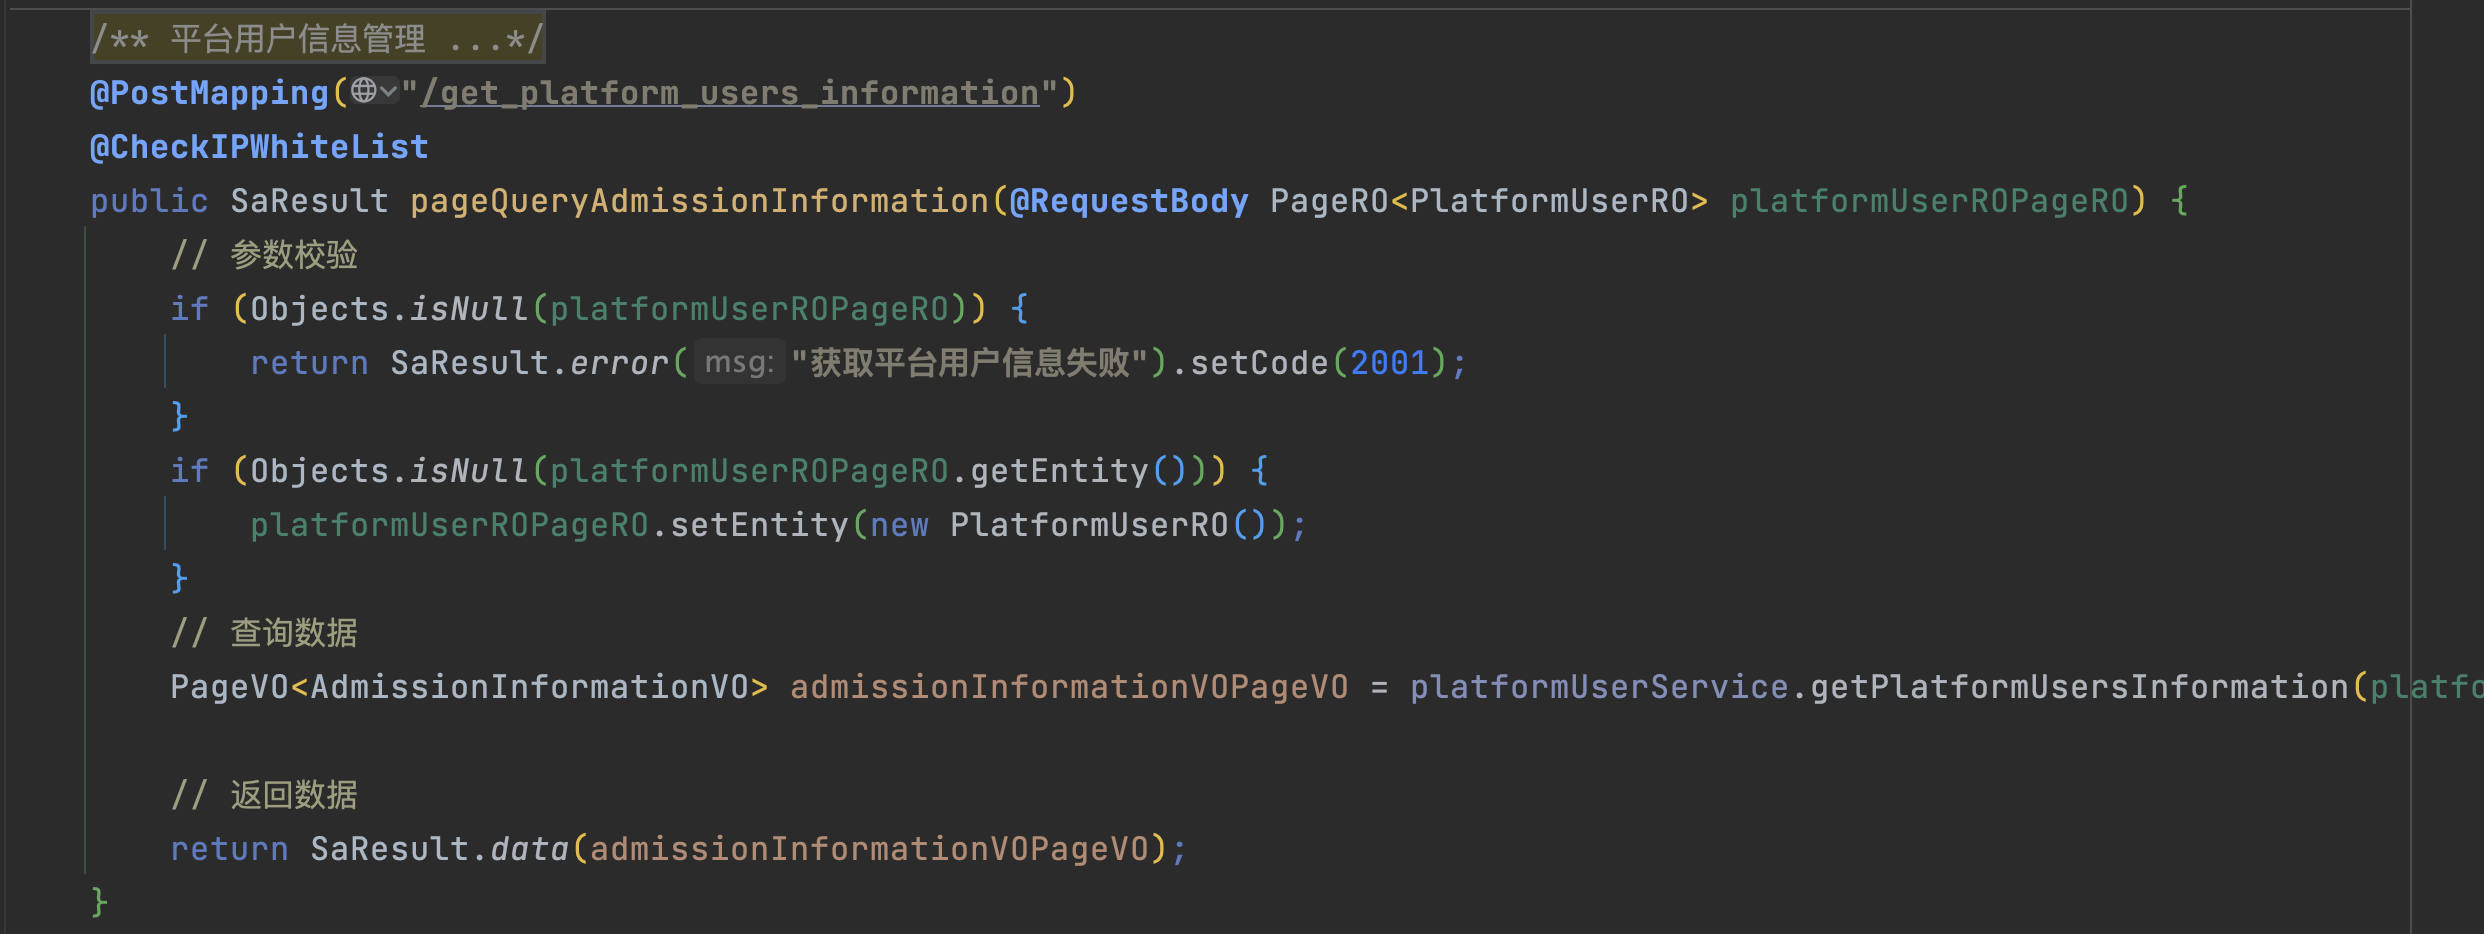 /** 平台用户信息管理 ...*/
@PostMapping("/get_platform_users_information")
@CheckIPWhiteList
public SaResult pageQueryAdmissionInformation(@RequestBody PageRO<PlatformUserRO> platformUserROPageRO) {
// 参数校验
if (Objects.isNull(platformUserROPageRO)) {
return SaResult.error( msg: "获取平台用户信息失败").setCode(2001);
}
if (Objects.isNull(platformUserROPageRO.getEntity())) {
platformUserROPageRO.setEntity(new PlatformUserRO());
}
// 查询数据
PageVO<AdmissionInformationVO> admissionInformationVOPageVO = platformUserService.getPlatformUsersInformation(platfo
// 返回数据
return SaResult.data(admissionInformationVOPageVO);
}